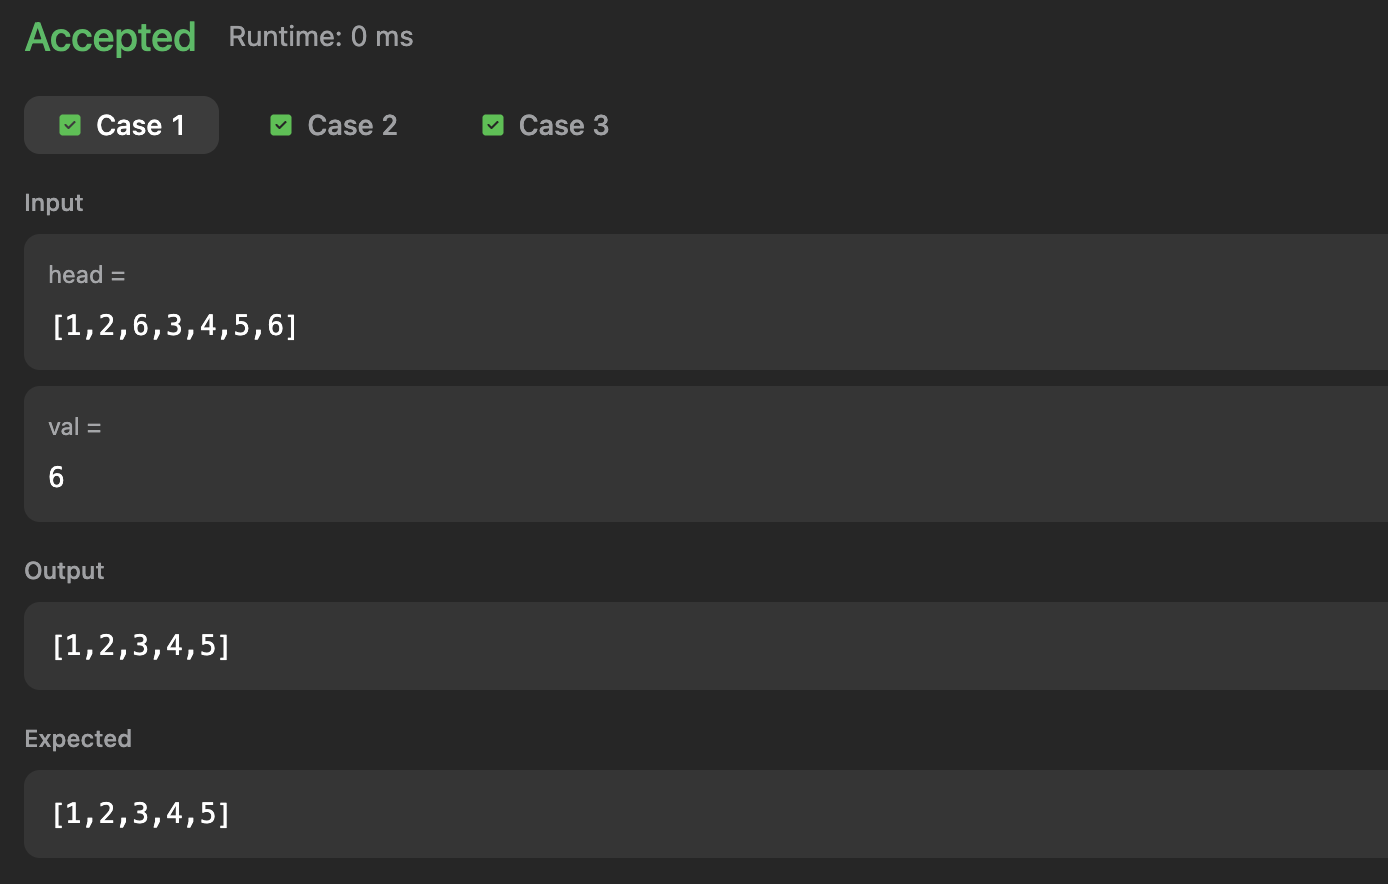 Accepted Runtime: 0 ms
Case 1 Case 2 Case 3
Input
head =
[1,2,6,3,4,5,6]
val =
6
Output
[1,2,3,4,5]
Expected
[1,2,3,4,5]